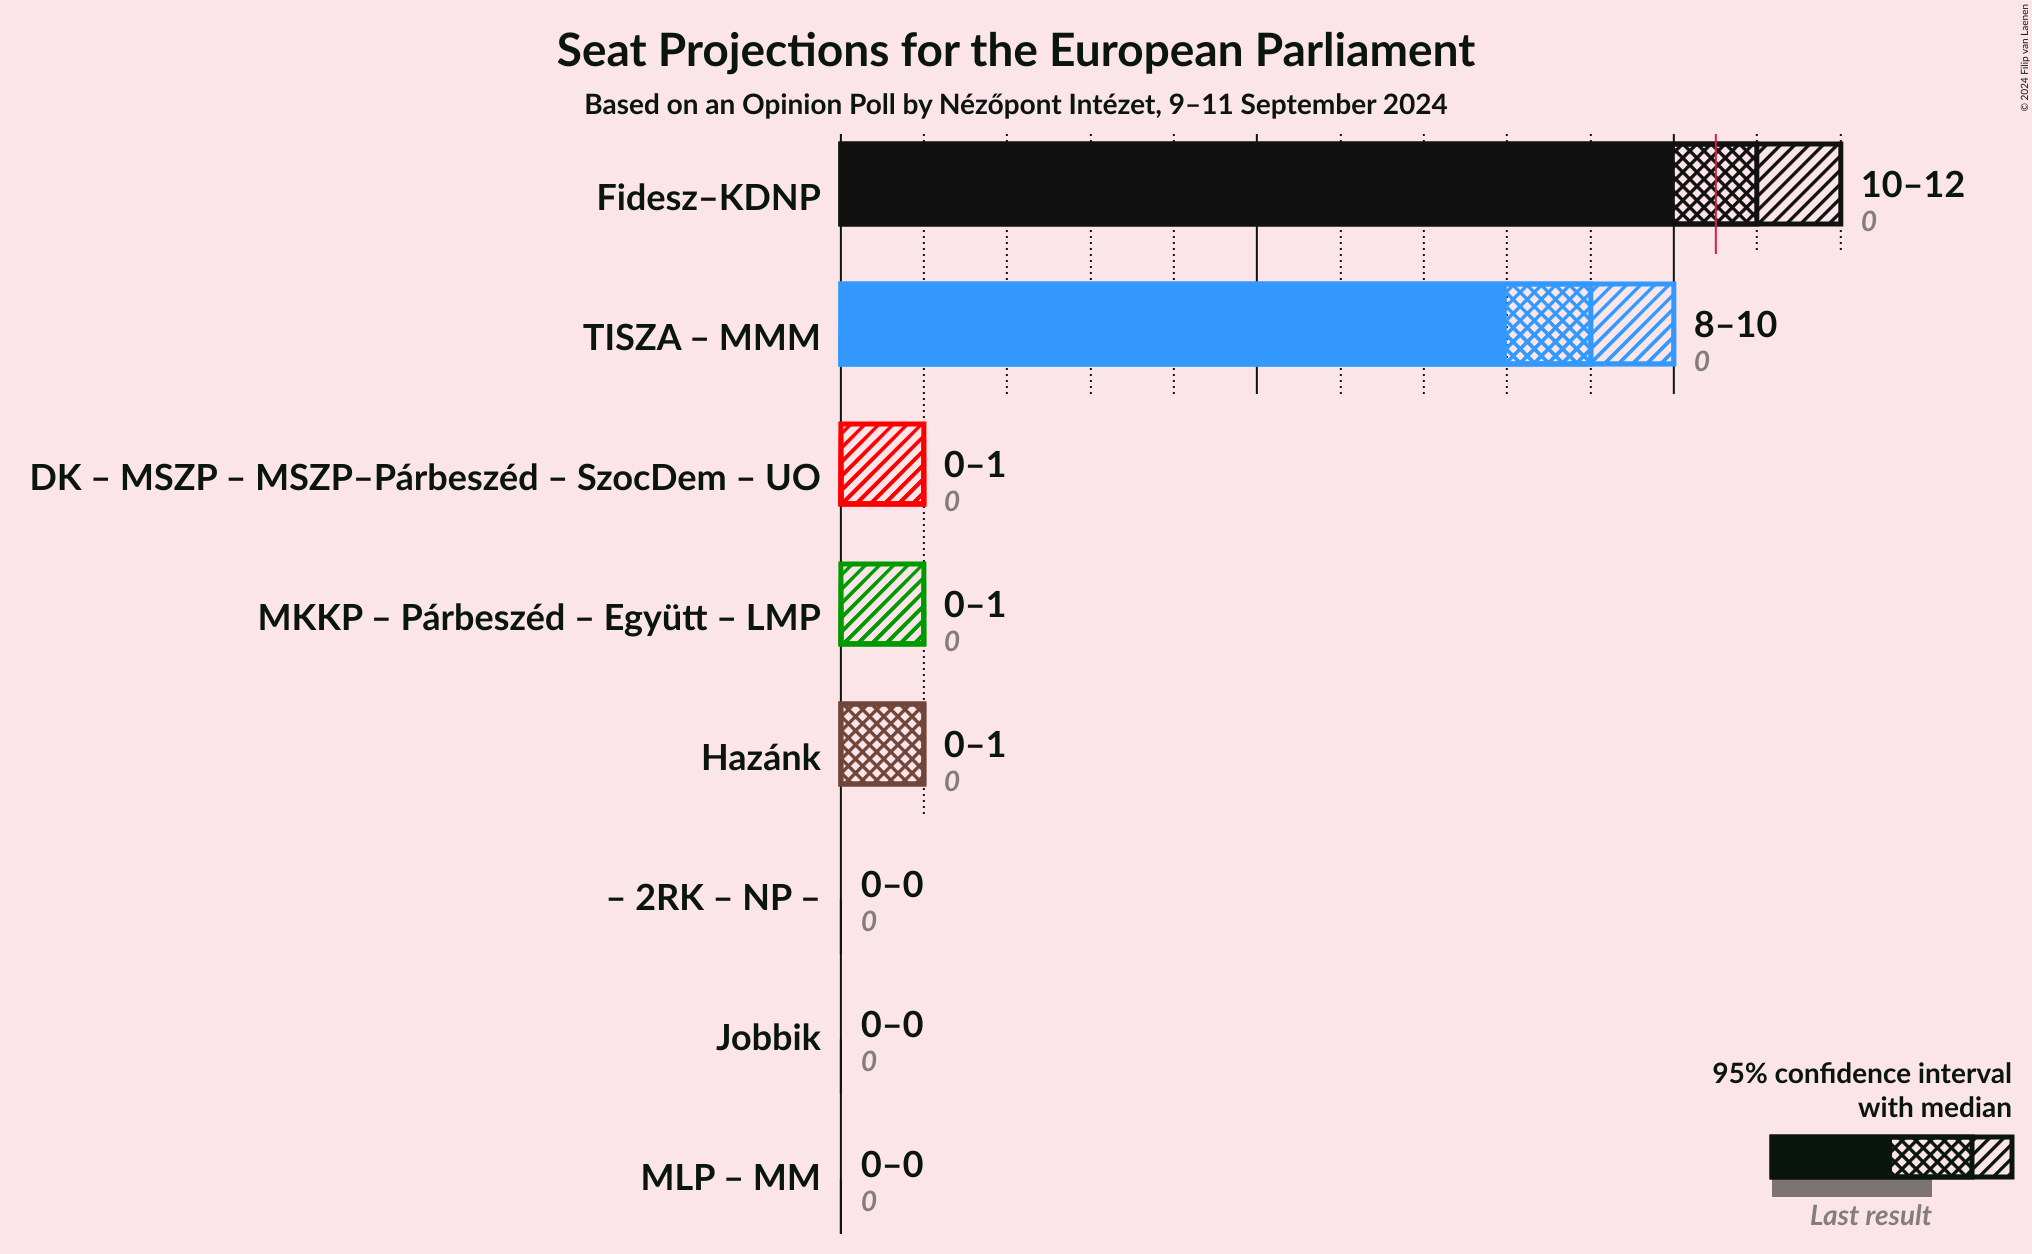 Seat Projections for the European Parliament
Based on an Opinion Poll by Nézőpont Intézet, 9–11 September 2024
© 2024 Filip van Laenen
Fidesz–KDNP
10–12
0
TISZA – MMM
8–10
0
DK – MSZP – MSZP–Párbeszéd – SzocDem – UO
0–1
0
MKKP – Párbeszéd – Együtt – LMP
0–1
0
Hazánk
0–1
0
– 2RK – NP –
0–0
0
Jobbik
0–0
0
MLP – MM
0–0
0
95% confidence interval
with median
Last result